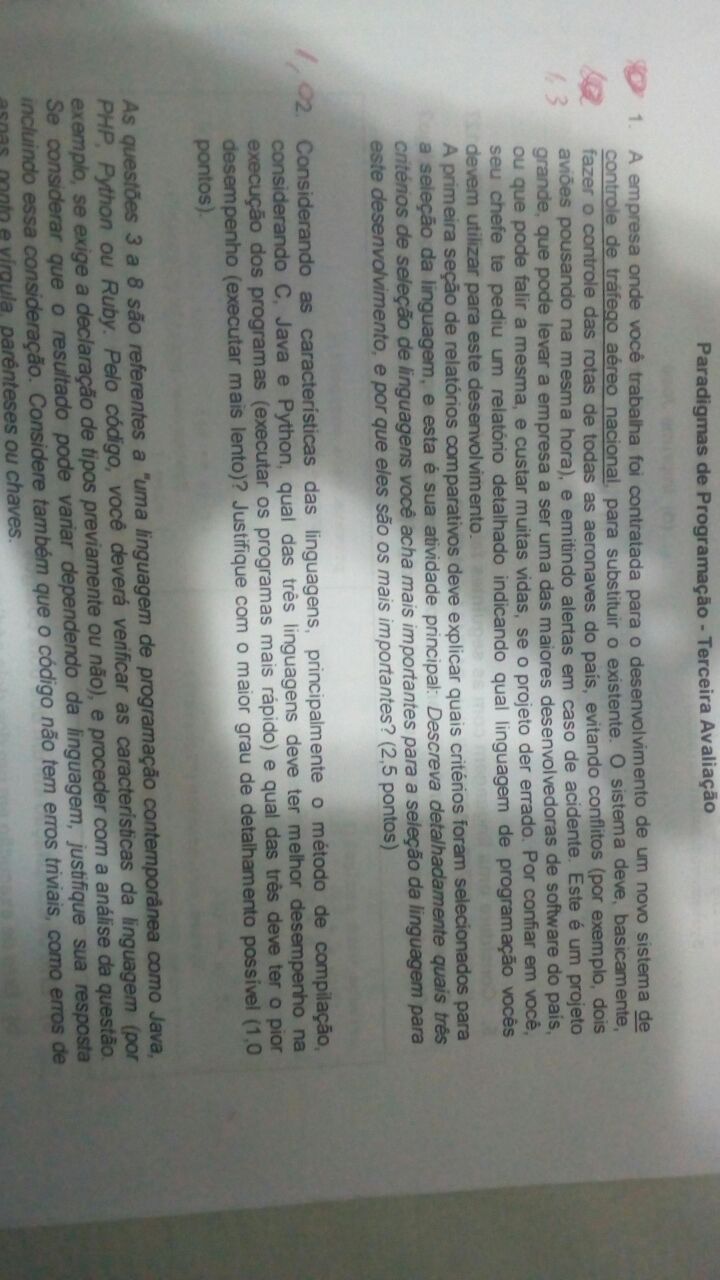 Paradigmas de Programação - Terceira Avaliação
1. A empresa onde você trabalha foi contratada para o desenvolvimento de um novo sistema de
controle de tráfego aéreo nacional, para substituir o existente. O sistema deve, basicamente,
fazer o controle das rotas de todas as aeronaves do país, evitando conflitos (por exemplo, dois
1,3 aviões pousando na mesma hora), e emitindo alertas em caso de acidente. Este é um projeto
grande, que pode levar a empresa a ser uma das maiores desenvolvedoras de software do país,
ou que pode falir a mesma, e custar muitas vidas, se o projeto der errado. Por confiar em você,
seu chefe te pediu um relatório detalhado indicando qual linguagem de programação vocês
devem utilizar para este desenvolvimento.
A primeira seção de relatórios comparativos deve explicar quais critérios foram selecionados para
a seleção da linguagem, e esta é sua atividade principal: Descreva detalhadamente quais três
critérios de seleção de linguagens você acha mais importantes para a seleção da linguagem para
este desenvolvimento, e por que eles são os mais importantes? (2,5 pontos)
1,0 2. Considerando as características das linguagens, principalmente o método de compilação,
considerando C, Java e Python, qual das três linguagens deve ter melhor desempenho na
execução dos programas (executar os programas mais rápido) e qual das três deve ter o pior
desempenho (executar mais lento)? Justifique com o maior grau de detalhamento possível (1,0
pontos).
As questões 3 a 8 são referentes a "uma linguagem de programação contemporânea como Java,
PHP, Python ou Ruby. Pelo código, você deverá verificar as características da linguagem (por
exemplo, se exige a declaração de tipos previamente ou não), e proceder com a análise da questão.
Se considerar que o resultado pode variar dependendo da linguagem, justifique sua resposta
incluindo essa consideração. Considere também que o código não tem erros triviais, como erros de
aspas, ponto e vírgula, parênteses ou chaves.